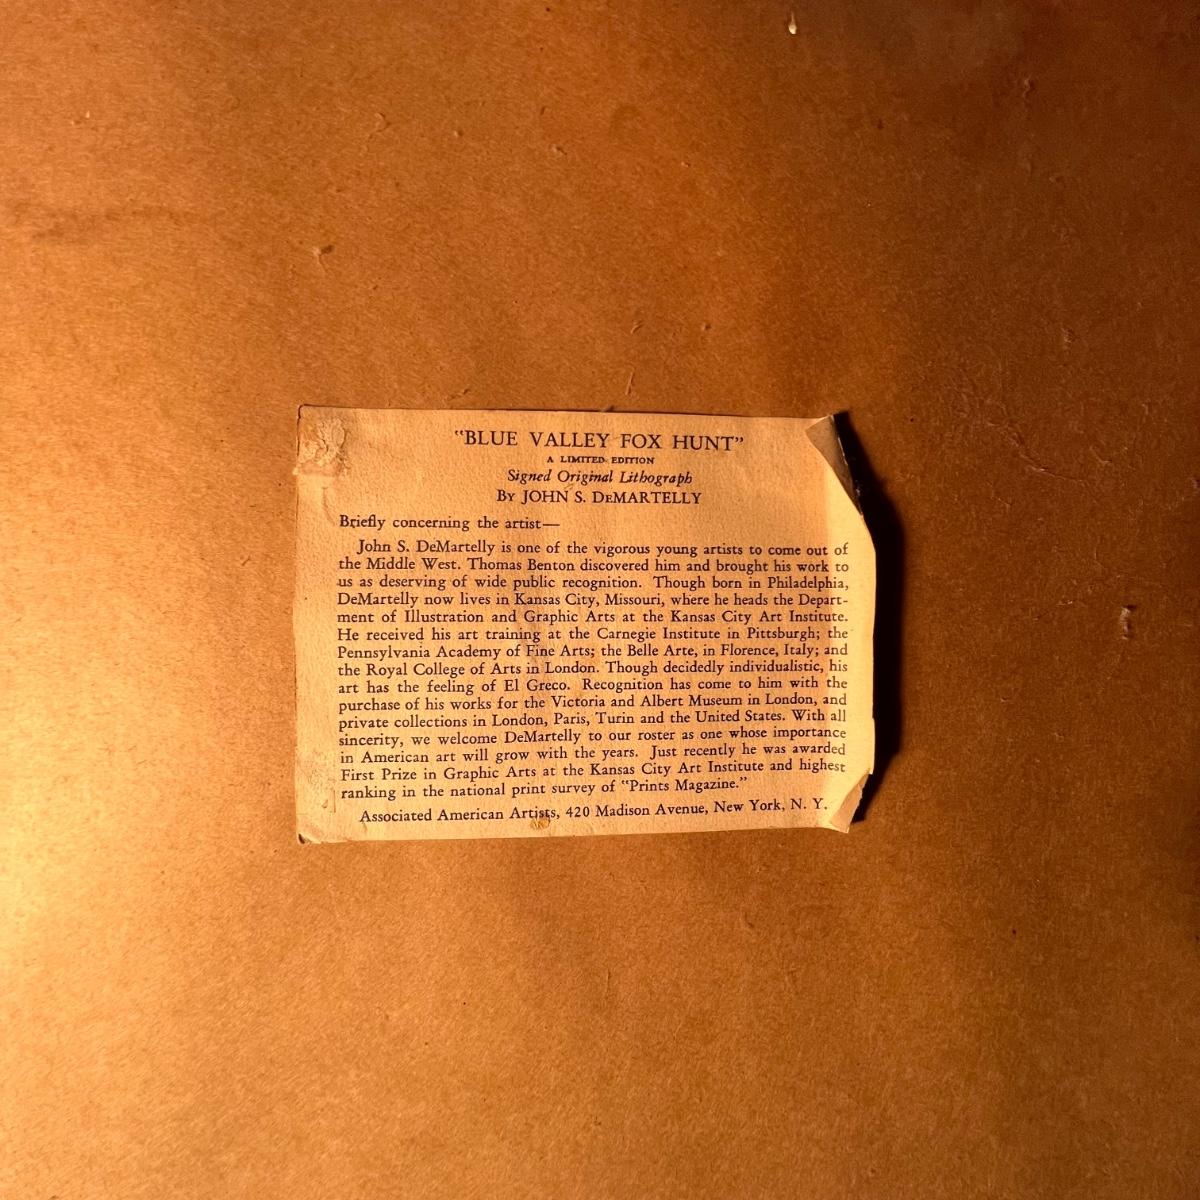 "BLUE VALLEY FOX HUNT"
A LIMITED EDITION
Signed Original Lithograph
By JOHN S. DeMARTELLY
Briefly concerning the artist—
John S. DeMartelly is one of the vigorous young artists to come out of
the Middle West. Thomas Benton discovered him and brought his work to
us as deserving of wide public recognition. Though born in Philadelphia,
DeMartelly now lives in Kansas City, Missouri, where he heads the Depart-
ment of Illustration and Graphic Arts at the Kansas City Art Institute.
He received his art training at the Carnegie Institute in Pittsburgh; the
Pennsylvania Academy of Fine Arts; the Belle Arte, in Florence, Italy; and
the Royal College of Arts in London. Though decidedly individualistic, his
art has the feeling of El Greco. Recognition has come to him with the
purchase of his works for the Victoria and Albert Museum in London, and
private collections in London, Paris, Turin and the United States. With all
sincerity, we welcome DeMartelly to our roster as one whose importance
in American art will grow with the years. Just recently he was awarded
First Prize in Graphic Arts at the Kansas City Art Institute and highest
ranking in the national print survey of "Prints Magazine."
Associated American Artists, 420 Madison Avenue, New York, N. Y.